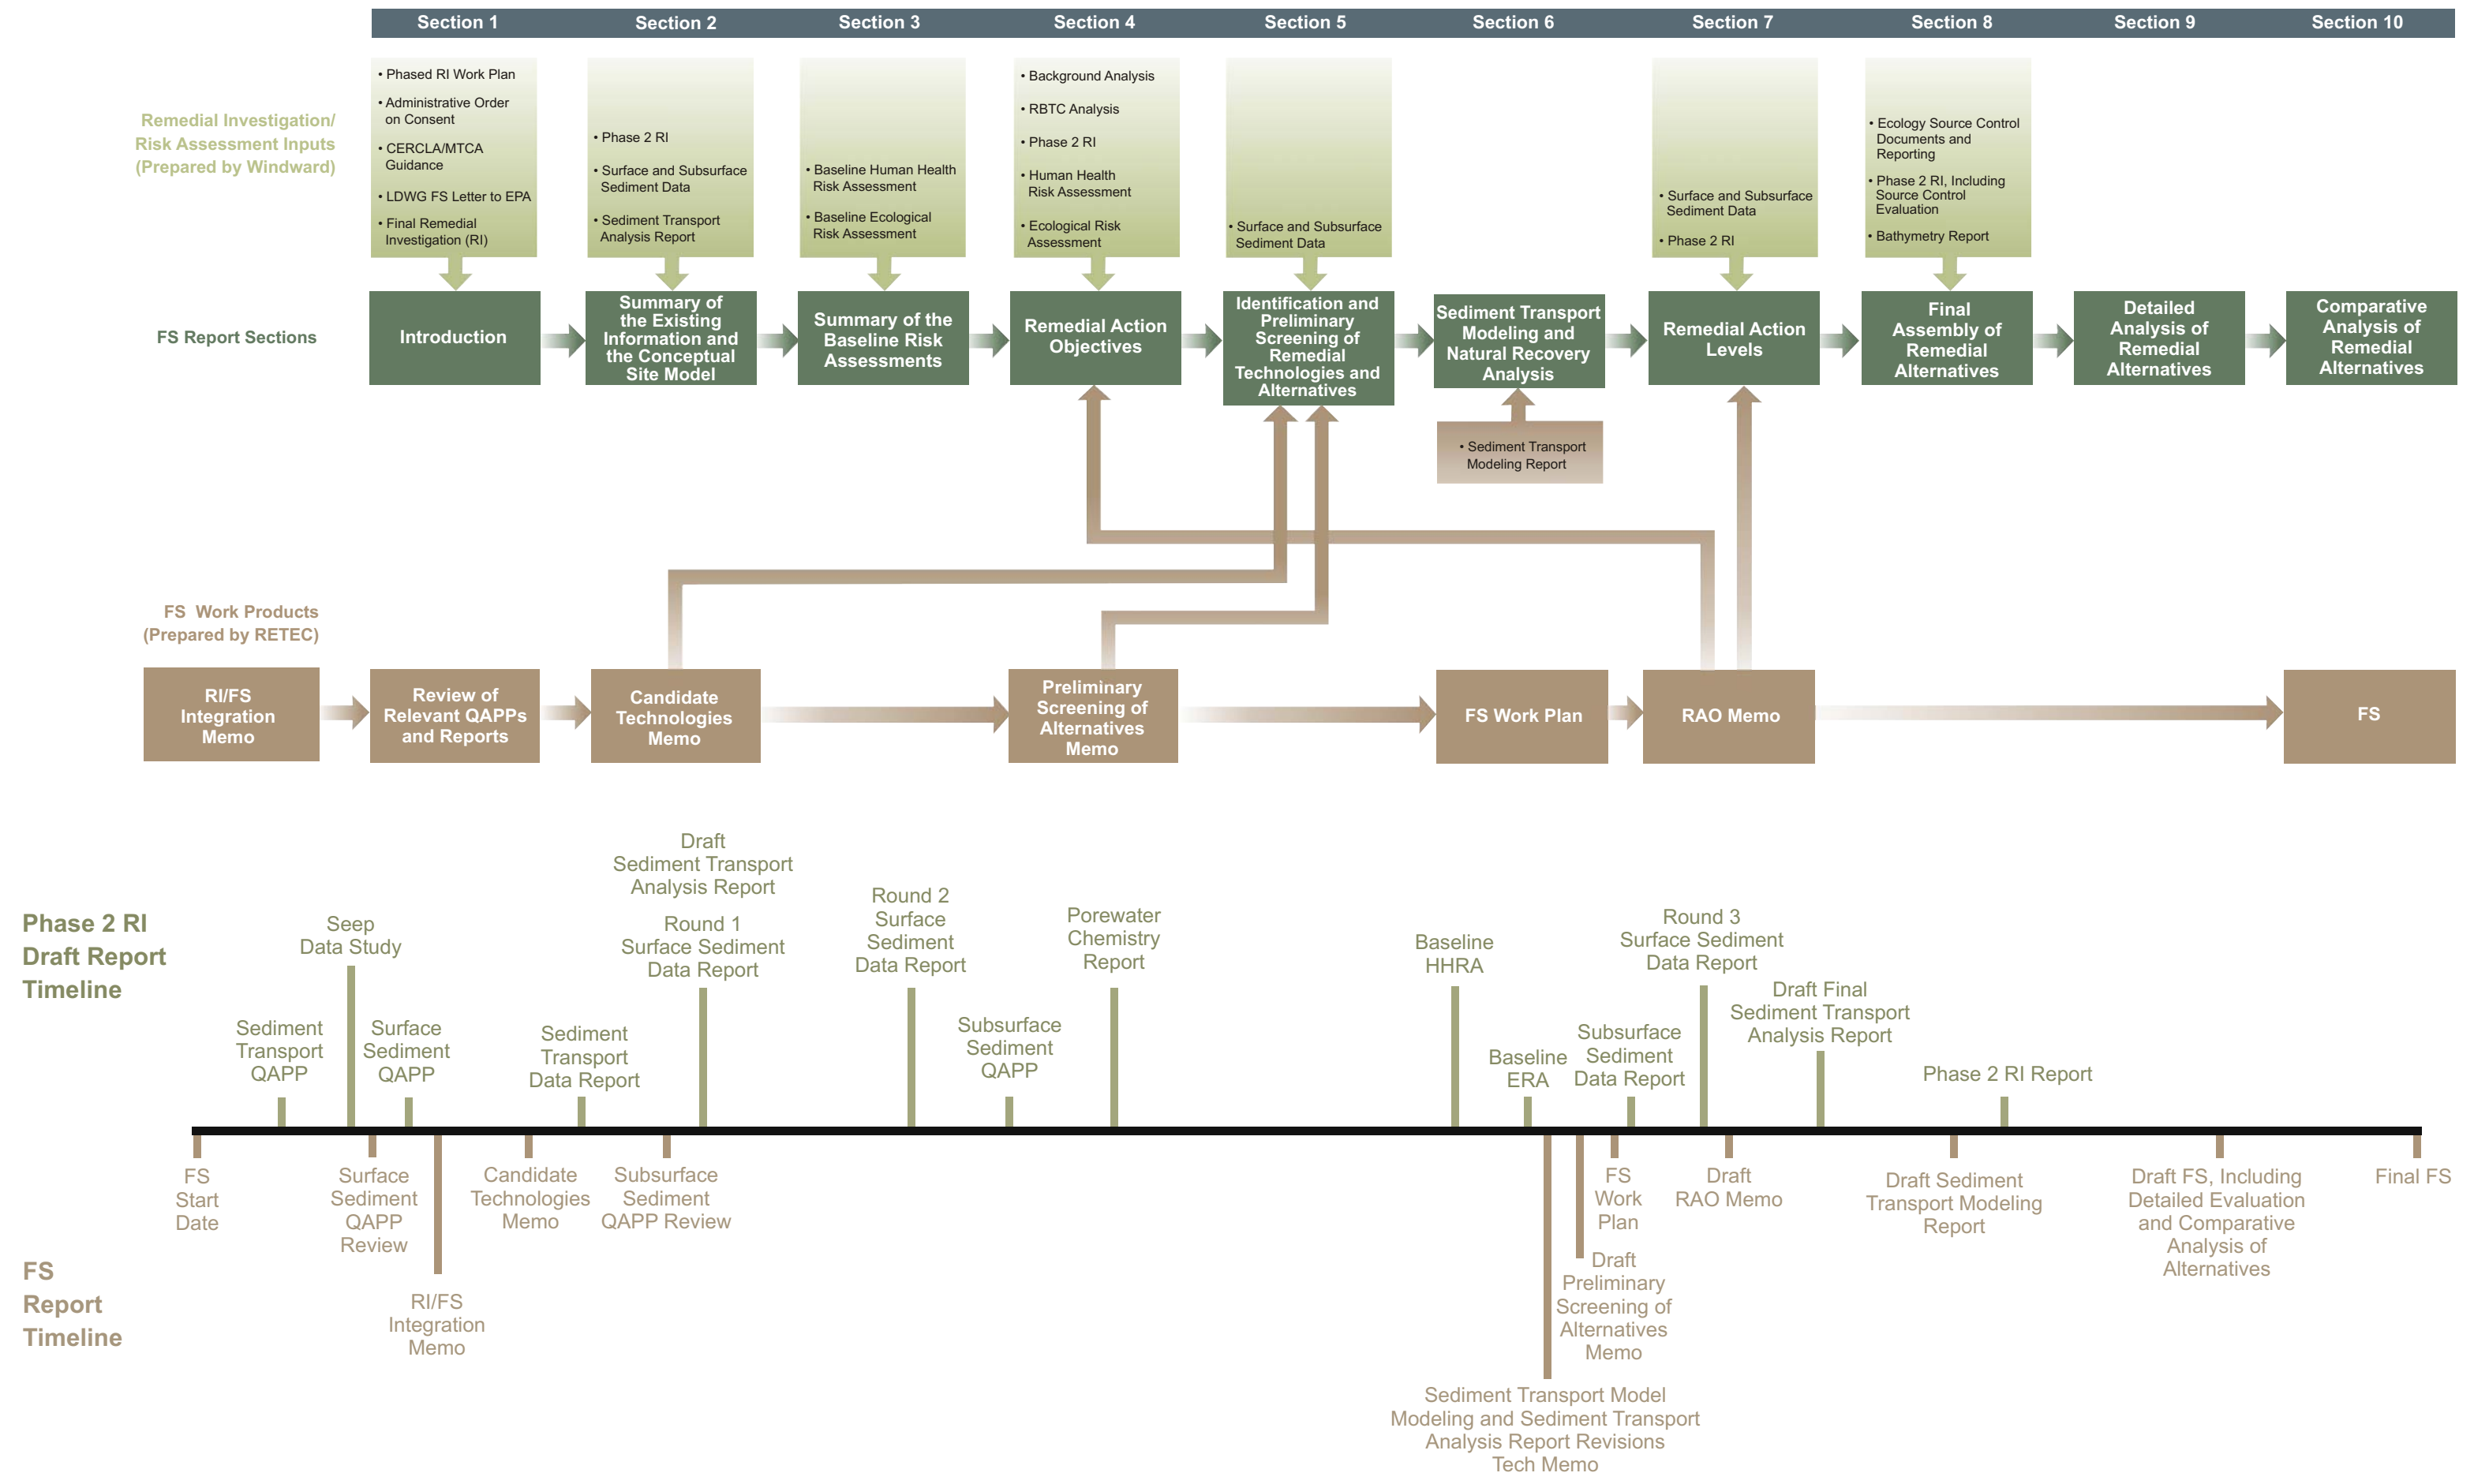 Section 1
Section 2
Section 3
Section 4
Section 5
Section 6
Section 7
Section 8
Section 9
Section 10
Remedial Investigation/
Risk Assessment Inputs
(Prepared by Windward)
• Phased RI Work Plan
• Administrative Order
on Consent
• CERCLA/MTCA
Guidance
• LDWG FS Letter to EPA
• Final Remedial
Investigation (RI)
• Phase 2 RI
• Surface and Subsurface
Sediment Data
• Sediment Transport
Analysis Report
• Baseline Human Health
Risk Assessment
• Baseline Ecological
Risk Assessment
• Background Analysis
• RBTC Analysis
• Phase 2 RI
• Human Health
Risk Assessment
• Ecological Risk
Assessment
• Surface and Subsurface
Sediment Data
• Surface and Subsurface
Sediment Data
• Phase 2 RI
• Ecology Source Control
Documents and
Reporting
• Phase 2 RI, Including
Source Control
Evaluation
• Bathymetry Report
FS Report Sections
Introduction
Summary of
the Existing
Information and
the Conceptual
Site Model
Summary of the
Baseline Risk
Assessments
Remedial Action
Objectives
Identification and
Preliminary
Screening of
Remedial
Technologies and
Alternatives
Sediment Transport
Modeling and
Natural Recovery
Analysis
Remedial Action
Levels
Final
Assembly of
Remedial
Alternatives
Detailed
Analysis of
Remedial
Alternatives
Comparative
Analysis of
Remedial
Alternatives
• Sediment Transport
Modeling Report
FS Work Products
(Prepared by RETEC)
RI/FS
Integration
Memo
Review of
Relevant QAPPs
and Reports
Candidate
Technologies
Memo
Preliminary
Screening of
Alternatives
Memo
FS Work Plan
RAO Memo
FS
Phase 2 RI
Draft Report
Timeline
Sediment
Transport
QAPP
Seep
Data Study
Surface
Sediment
QAPP
Sediment
Transport
Data Report
Draft
Sediment Transport
Analysis Report
Round 1
Surface Sediment
Data Report
Round 2
Surface
Sediment
Data Report
Subsurface
Sediment
QAPP
Porewater
Chemistry
Report
Baseline
HHRA
Baseline
ERA
Subsurface
Sediment
Data Report
Round 3
Surface Sediment
Data Report
Draft Final
Sediment Transport
Analysis Report
Phase 2 RI Report
FS
Report
Timeline
FS
Start
Date
Surface
Sediment
QAPP
Review
RI/FS
Integration
Memo
Candidate
Technologies
Memo
Subsurface
Sediment
QAPP Review
Sediment Transport Model
Modeling and Sediment Transport
Analysis Report Revisions
Tech Memo
Draft
Preliminary
Screening of
Alternatives
Memo
FS
Work
Plan
Draft
RAO Memo
Draft Sediment
Transport Modeling
Report
Draft FS, Including
Detailed Evaluation
and Comparative
Analysis of
Alternatives
Final FS